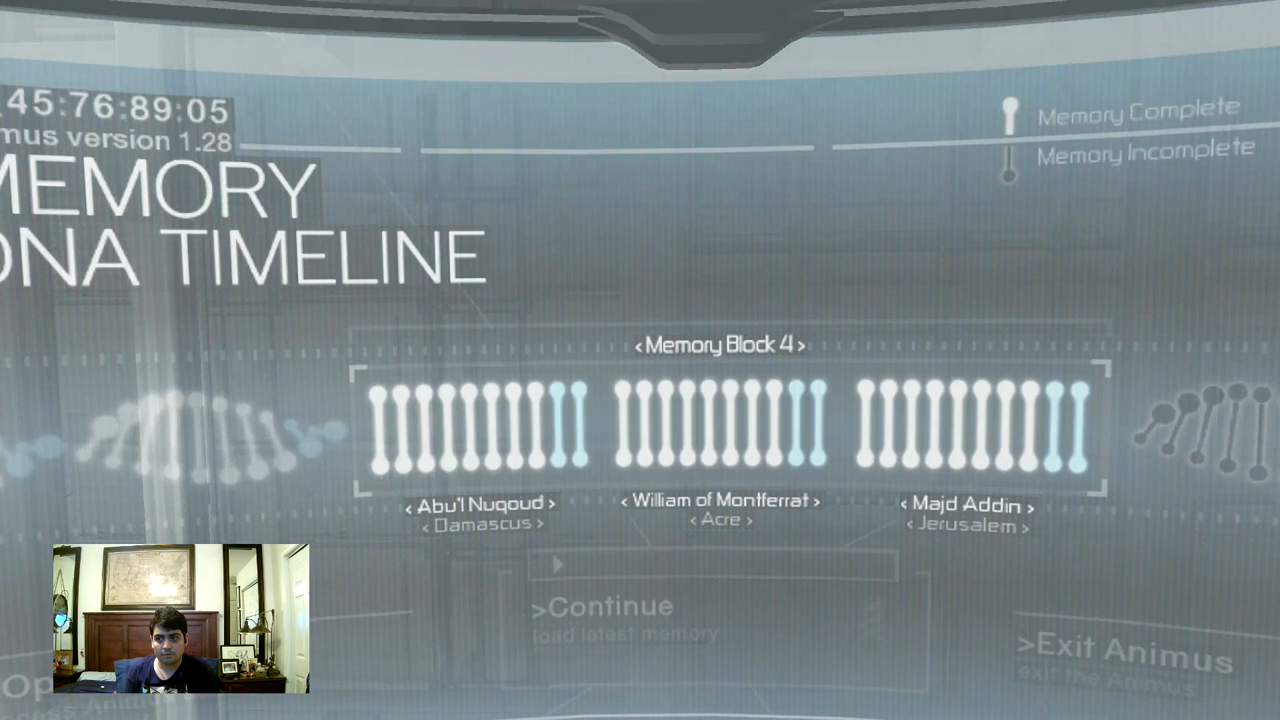 45:76:89:05
mus version 1.28
MEMORY
DNA TIMELINE
Memory Complete
Memory Incomplete
<Memory Block 4>
<Abu'l Nuqoud>
<Damascus>
<William of Montferrat>
<Acre>
<Majd Addin>
<Jerusalem>
>Continue
load latest memory
>Exit Animus
exit the Animus
Op